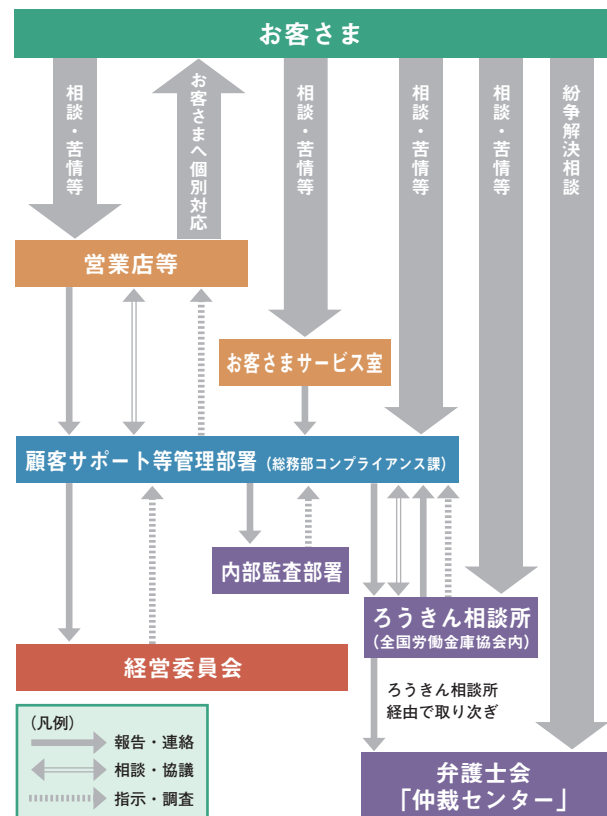 お客さま
相談・苦情等
お客さまへ個別対応
相談・苦情等
相談・苦情等
相談・苦情等
紛争解決相談
営業店等
お客さまサービス室
顧客サポート等管理部署（総務部コンプライアンス課）
内部監査部署
ろうきん相談所
（全国労働金庫協会内）
経営委員会
ろうきん相談所
経由で取り次ぎ
（凡例）
報告・連絡
相談・協議
指示・調査
弁護士会
「仲裁センター」